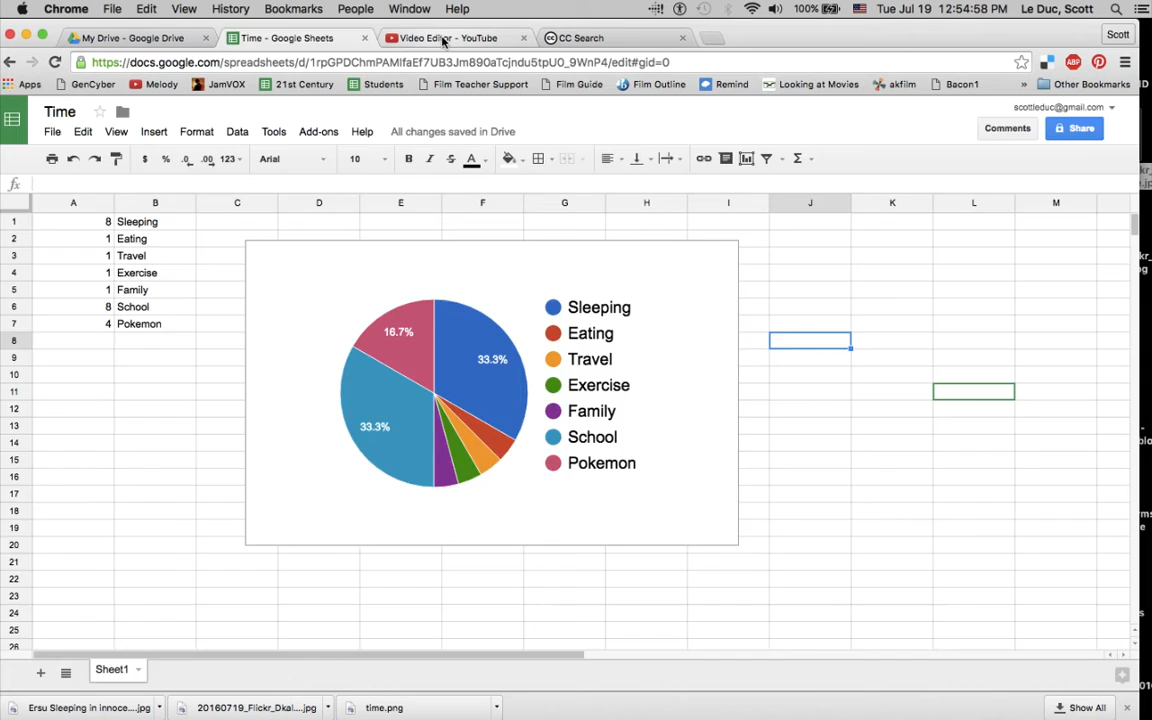 Chrome File Edit View History Bookmarks People Window Help 100% Tue Jul 19 12:54:58 PM Le Duc, Scott
My Drive - Google Drive Time - Google Sheets Video Editor - YouTube CC Search Scott
https://docs.google.com/spreadsheets/d/1rpGPDChmPAMIfaEf7UB3Jm890aTcjndu5tpU0_9WnP4/edit#gid=0
Apps GenCyber Melody JamVOX 21st Century Students Film Teacher Support Film Guide Film Outline Remind Looking at Movies akfilm Bacon1 » Other Bookmarks
Time scottleduc@gmail.com
File Edit View Insert Format Data Tools Add-ons Help All changes saved in Drive Comments Share
$ % .0 .00 123 Arial 10 B I S A Σ
fx
A B C D E F G H I J K L M
1 8 Sleeping
2 1 Eating
3 1 Travel
4 1 Exercise
5 1 Family
6 8 School
7 4 Pokemon
8
9
10
11
12
13
14
15
16
17
18
19
20
21
22
23
24
25
26
16.7%
33.3%
33.3%
Sleeping
Eating
Travel
Exercise
Family
School
Pokemon
Sheet1
Ersu Sleeping in innoce....jpg 20160719_Flickr_Dkal....jpg time.png Show All